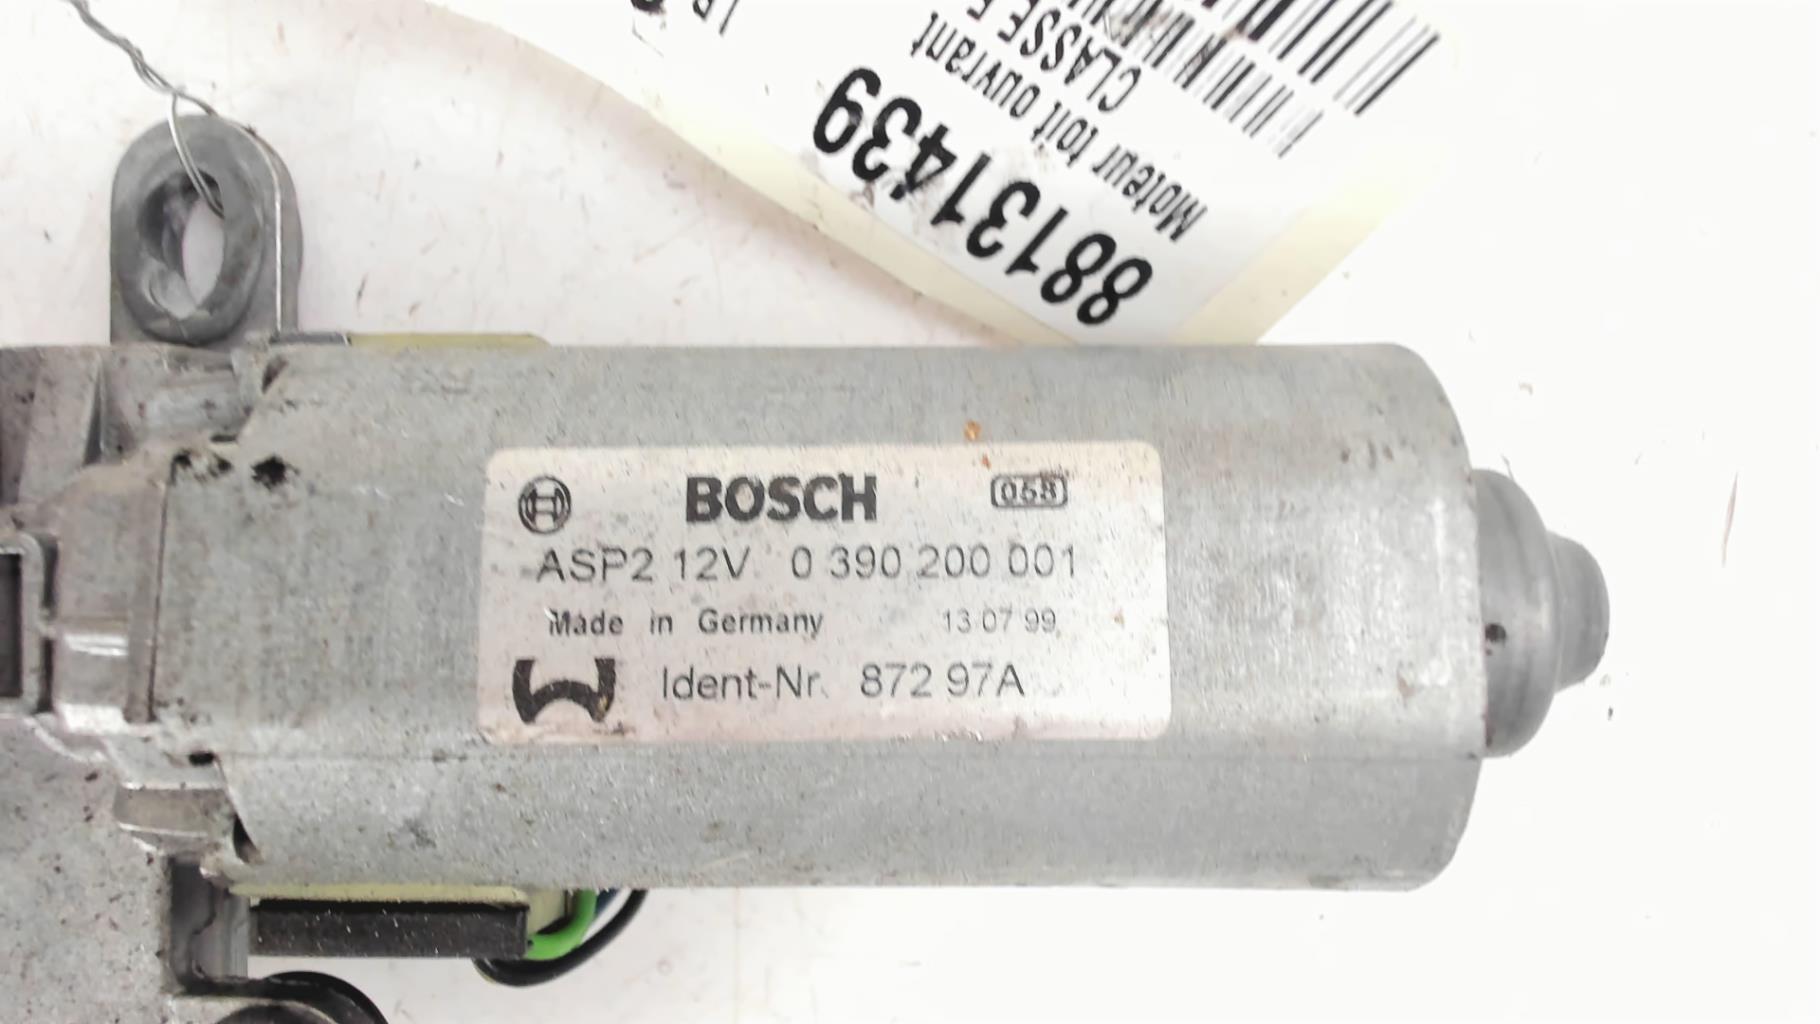 88131439
Moteur toit ouvrant
CLASSE
BOSCH 058
ASP2 12V 0 390 200 001
Made in Germany 13 07 99
Ident-Nr. 872 97A